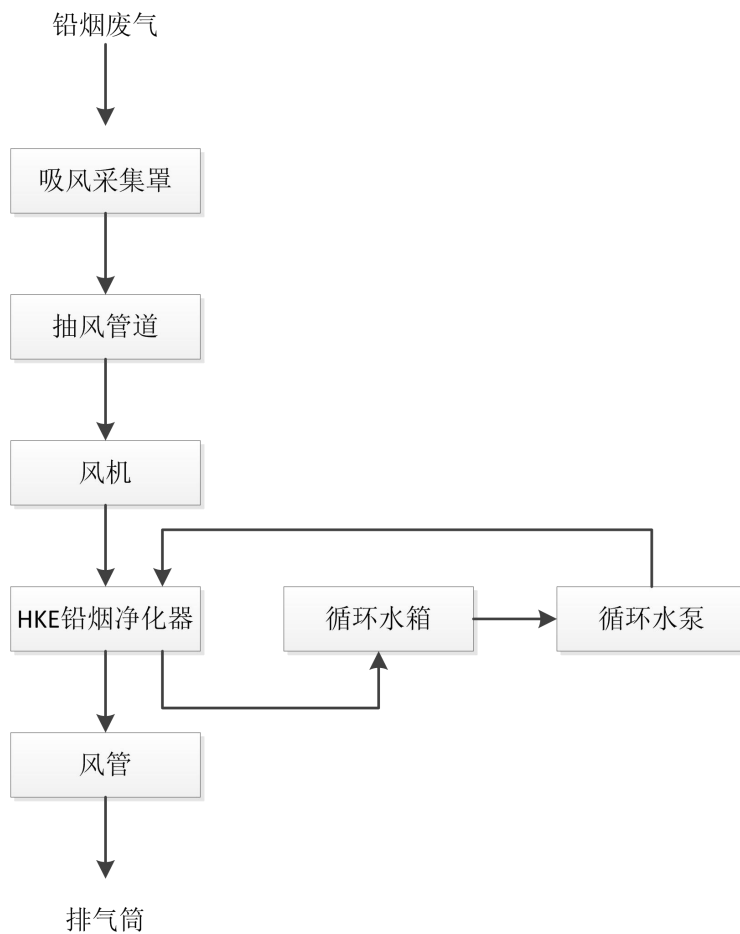 铅烟废气
吸风采集罩
抽风管道
风机
HKE铅烟净化器
循环水箱
循环水泵
风管
排气筒